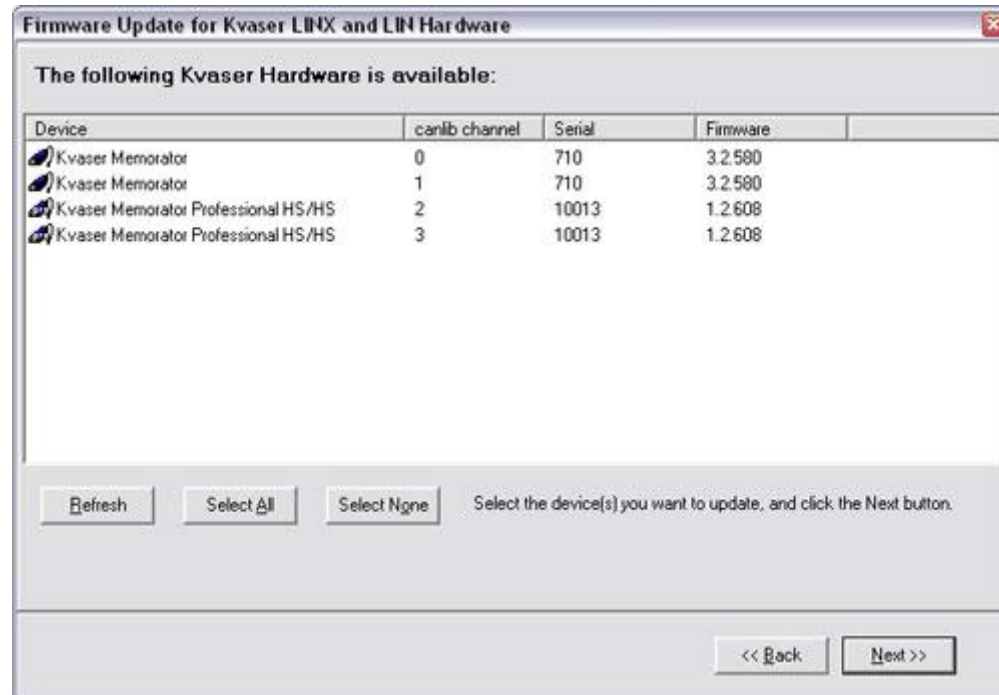 Firmware Update for Kvaser LINX and LIN Hardware
The following Kvaser Hardware is available:
Device canlib channel Serial Firmware
Kvaser Memorator 0 710 3.2.580
Kvaser Memorator 1 710 3.2.580
Kvaser Memorator Professional HS/HS 2 10013 1.2.608
Kvaser Memorator Professional HS/HS 3 10013 1.2.608
Refresh Select All Select None Select the device(s) you want to update, and click the Next button.
<< Back Next >>